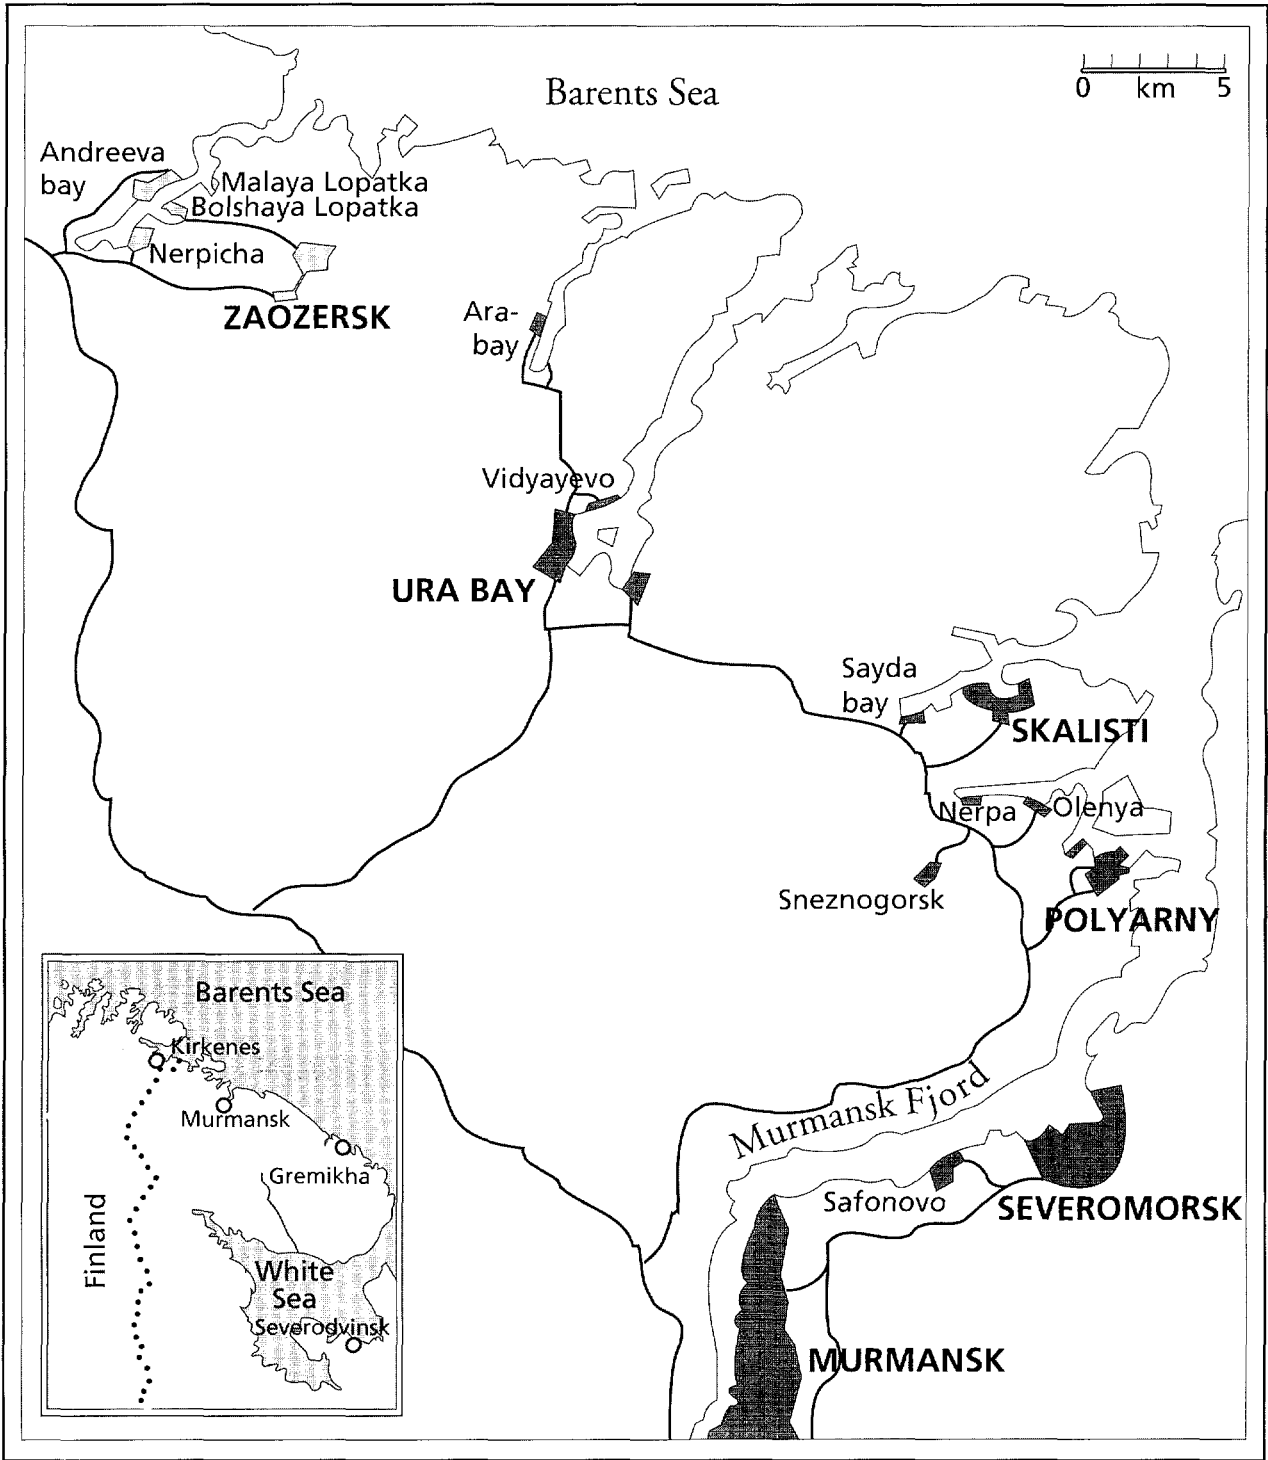 Barents Sea
0 km 5
Andreeva
bay
Malaya Lopatka
Bolshaya Lopatka
Nerpicha
ZAOZERSK
Ara-
bay
Vidyayevo
URA BAY
Sayda
bay
SKALISTI
Nerpa
Olenya
Sneznogorsk
POLYARNY
Murmansk Fjord
Safonovo
SEVEROMORSK
MURMANSK
Barents Sea
Kirkenes
Murmansk
Gremikha
Finland
White
Sea
Severodvinsk